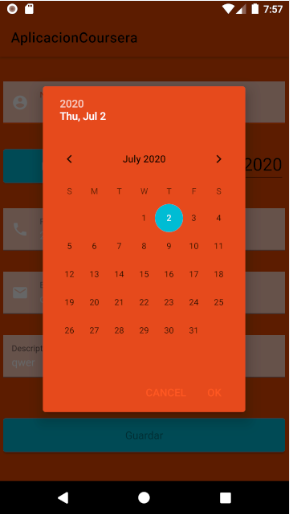 7:57
AplicacionCoursera
2020
Thu, Jul 2
July 2020
2020
S M T W T F S
1 2 3 4
5 6 7 8 9 10 11
12 13 14 15 16 17 18
19 20 21 22 23 24 25
26 27 28 29 30 31
Descript
qwer
CANCEL OK
Guardar